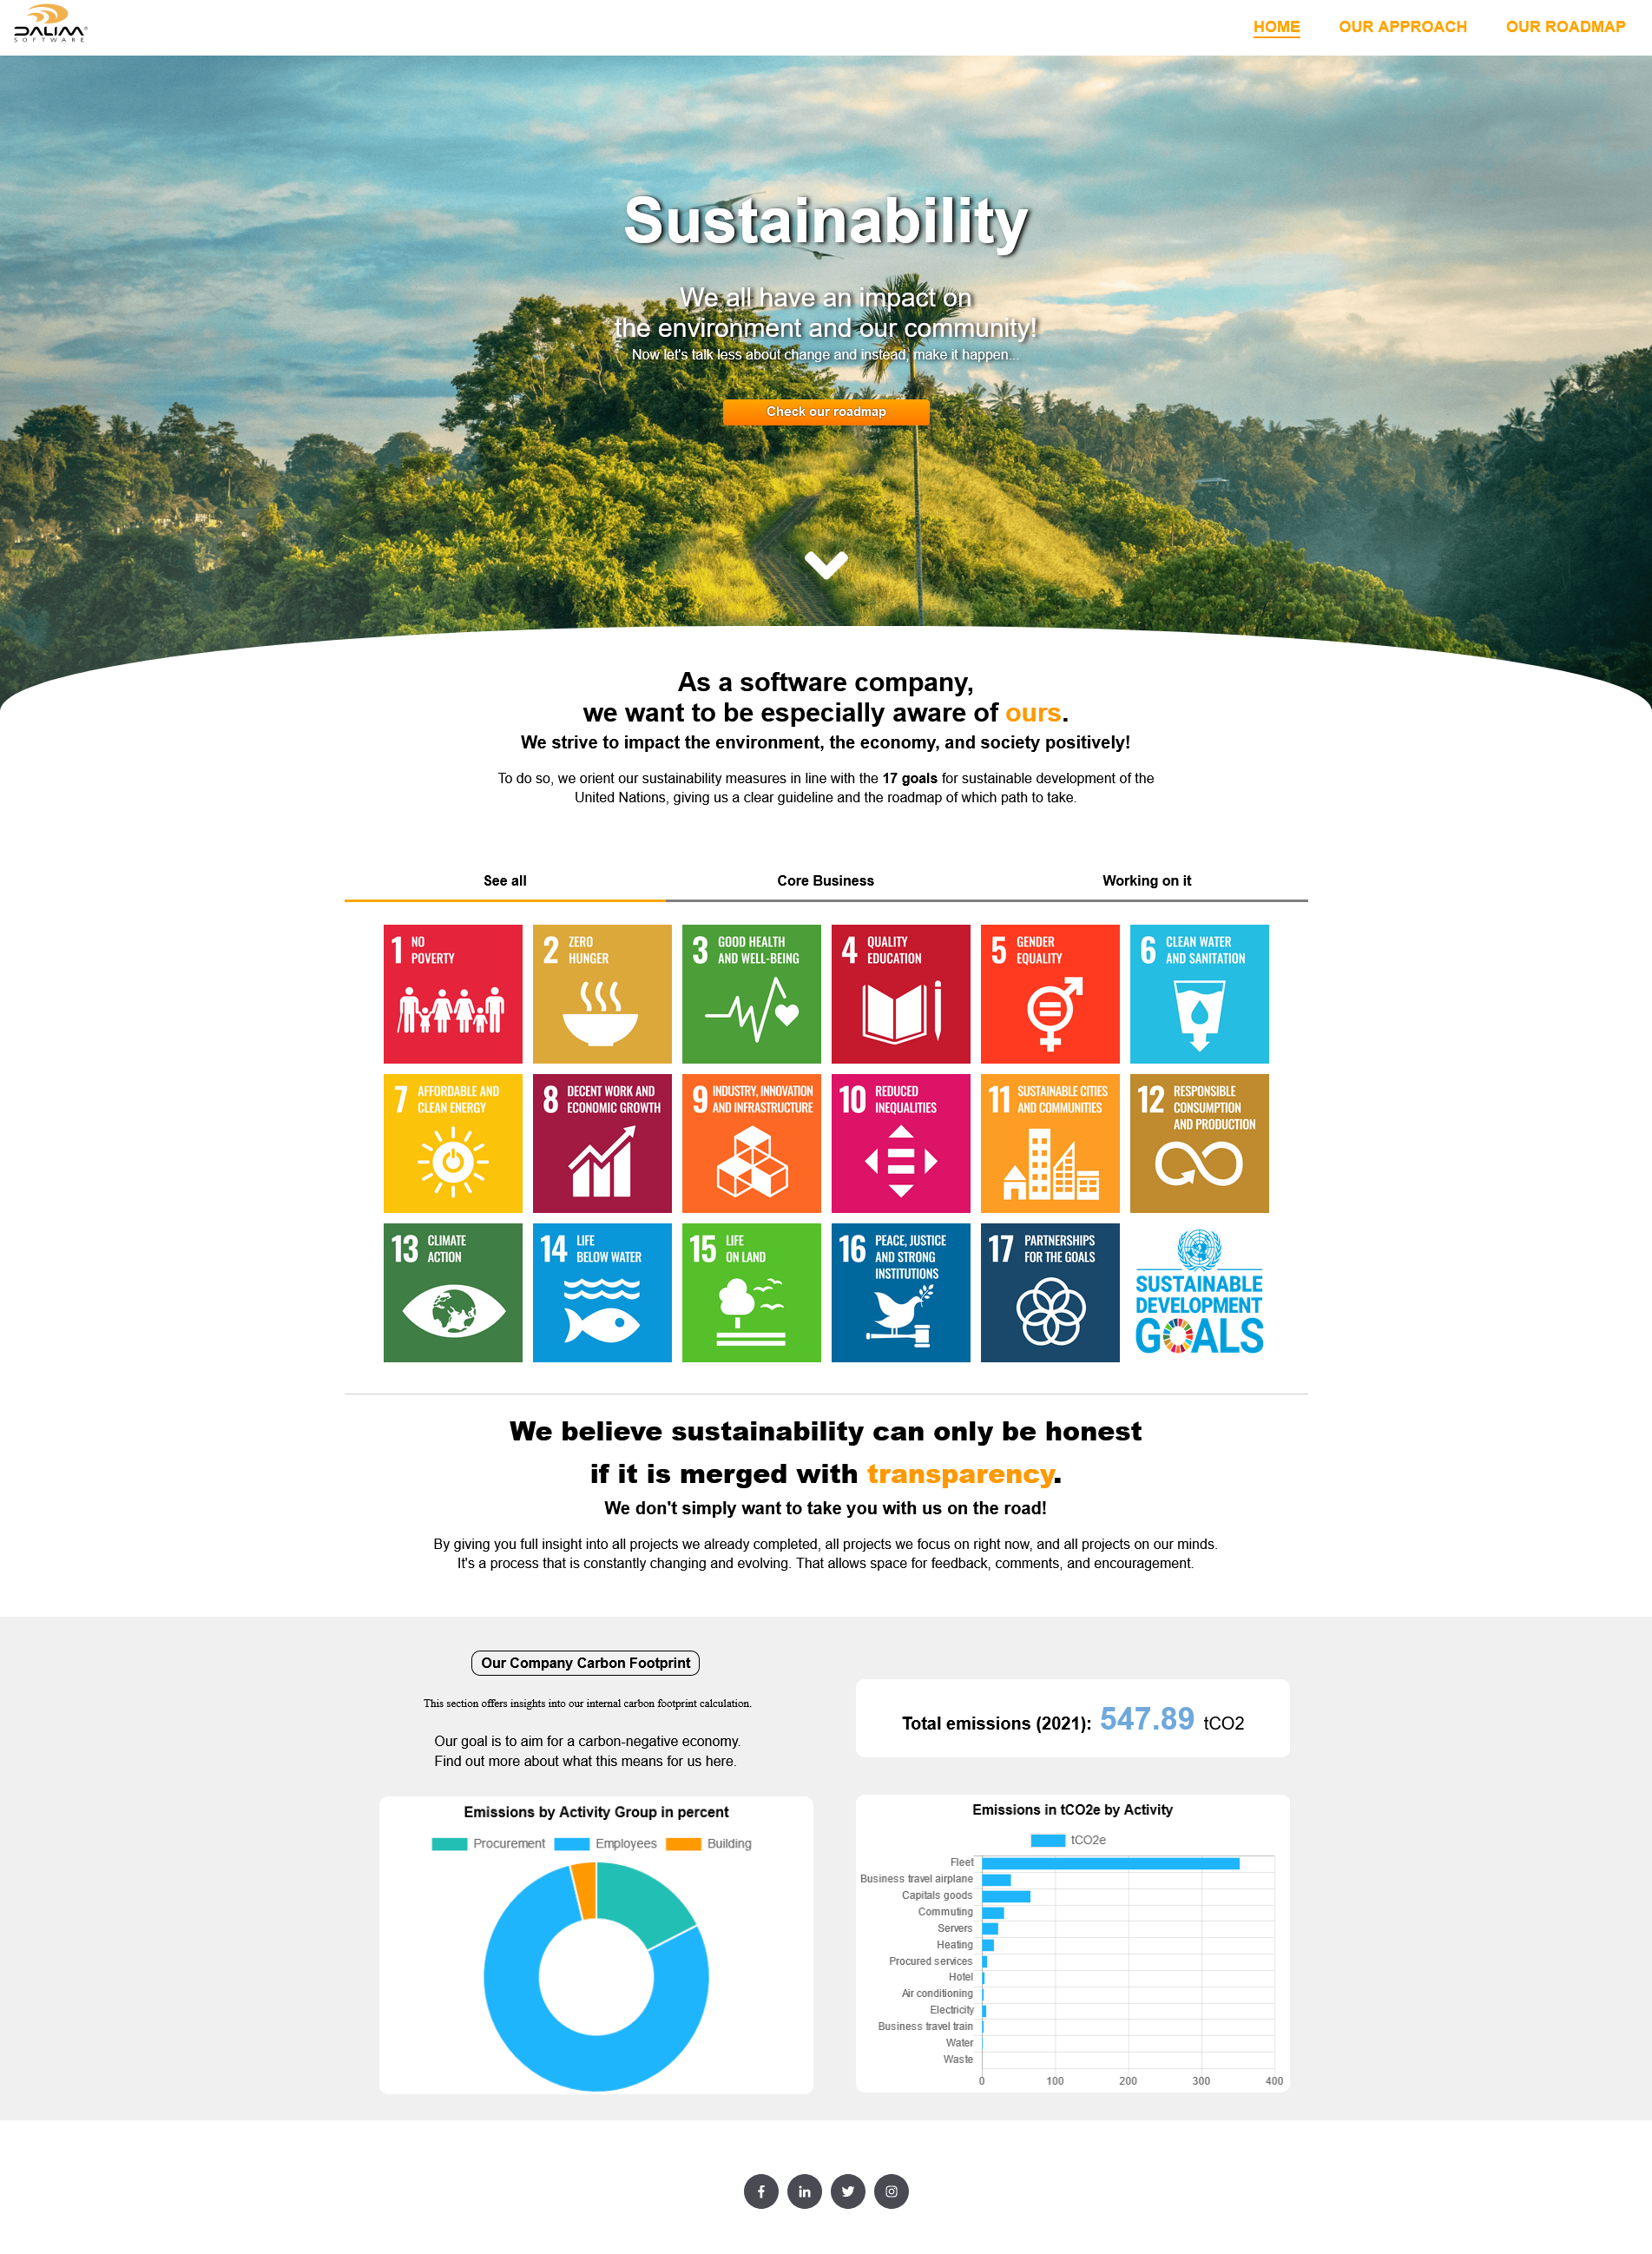 DALIM
SOFTWARE
HOME
OUR APPROACH
OUR ROADMAP
Sustainability
We all have an impact on
the environment and our community!
Now let's talk less about change and instead, make it happen...
Check our roadmap
As a software company,
we want to be especially aware of ours.
We strive to impact the environment, the economy, and society positively!
To do so, we orient our sustainability measures in line with the 17 goals for sustainable development of the
United Nations, giving us a clear guideline and the roadmap of which path to take.
See all
Core Business
Working on it
1 NO
POVERTY
2 ZERO
HUNGER
3 GOOD HEALTH
AND WELL-BEING
4 QUALITY
EDUCATION
5 GENDER
EQUALITY
6 CLEAN WATER
AND SANITATION
7 AFFORDABLE AND
CLEAN ENERGY
8 DECENT WORK AND
ECONOMIC GROWTH
9 INDUSTRY, INNOVATION
AND INFRASTRUCTURE
10 REDUCED
INEQUALITIES
11 SUSTAINABLE CITIES
AND COMMUNITIES
12 RESPONSIBLE
CONSUMPTION
AND PRODUCTION
13 CLIMATE
ACTION
14 LIFE
BELOW WATER
15 LIFE
ON LAND
16 PEACE, JUSTICE
AND STRONG
INSTITUTIONS
17 PARTNERSHIPS
FOR THE GOALS
SUSTAINABLE
DEVELOPMENT
GOALS
We believe sustainability can only be honest
if it is merged with transparency.
We don't simply want to take you with us on the road!
By giving you full insight into all projects we already completed, all projects we focus on right now, and all projects on our minds.
It's a process that is constantly changing and evolving. That allows space for feedback, comments, and encouragement.
Our Company Carbon Footprint
This section offers insights into our internal carbon footprint calculation.
Our goal is to aim for a carbon-negative economy.
Find out more about what this means for us here.
Total emissions (2021): 547.89 tCO2
Emissions by Activity Group in percent
Procurement
Employees
Building
Emissions in tCO2e by Activity
tCO2e
Fleet
Business travel airplane
Capitals goods
Commuting
Servers
Heating
Procured services
Hotel
Air conditioning
Electricity
Business travel train
Water
Waste
0 100 200 300 400